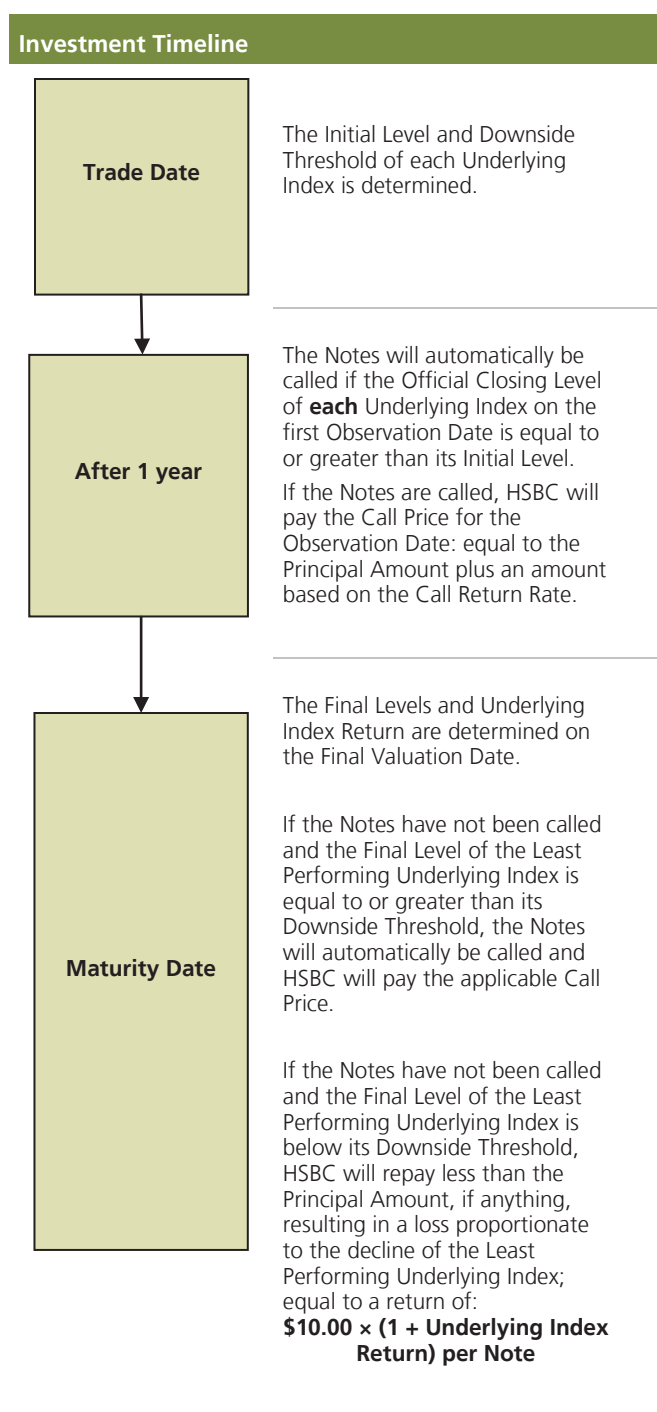 Investment Timeline
Trade Date
The Initial Level and Downside
Threshold of each Underlying
Index is determined.
After 1 year
The Notes will automatically be
called if the Official Closing Level
of each Underlying Index on the
first Observation Date is equal to
or greater than its Initial Level.
If the Notes are called, HSBC will
pay the Call Price for the
Observation Date: equal to the
Principal Amount plus an amount
based on the Call Return Rate.
Maturity Date
The Final Levels and Underlying
Index Return are determined on
the Final Valuation Date.
If the Notes have not been called
and the Final Level of the Least
Performing Underlying Index is
equal to or greater than its
Downside Threshold, the Notes
will automatically be called and
HSBC will pay the applicable Call
Price.
If the Notes have not been called
and the Final Level of the Least
Performing Underlying Index is
below its Downside Threshold,
HSBC will repay less than the
Principal Amount, if anything,
resulting in a loss proportionate
to the decline of the Least
Performing Underlying Index;
equal to a return of:
$10.00 × (1 + Underlying Index
Return) per Note